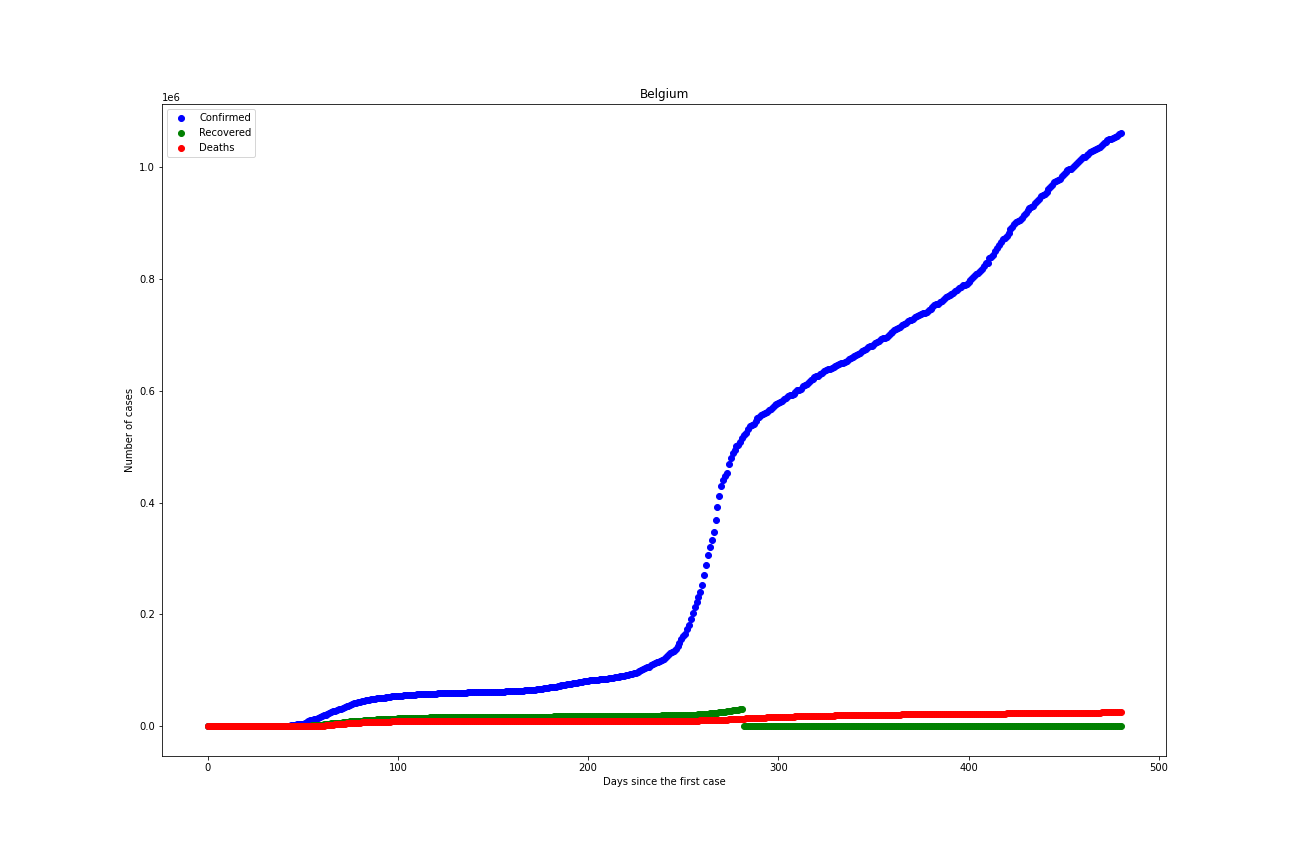 Belgium
1e6
Confirmed
Recovered
Deaths
1.0
0.8
0.6
0.4
0.2
0.0
Number of cases
0 100 200 300 400 500
Days since the first case